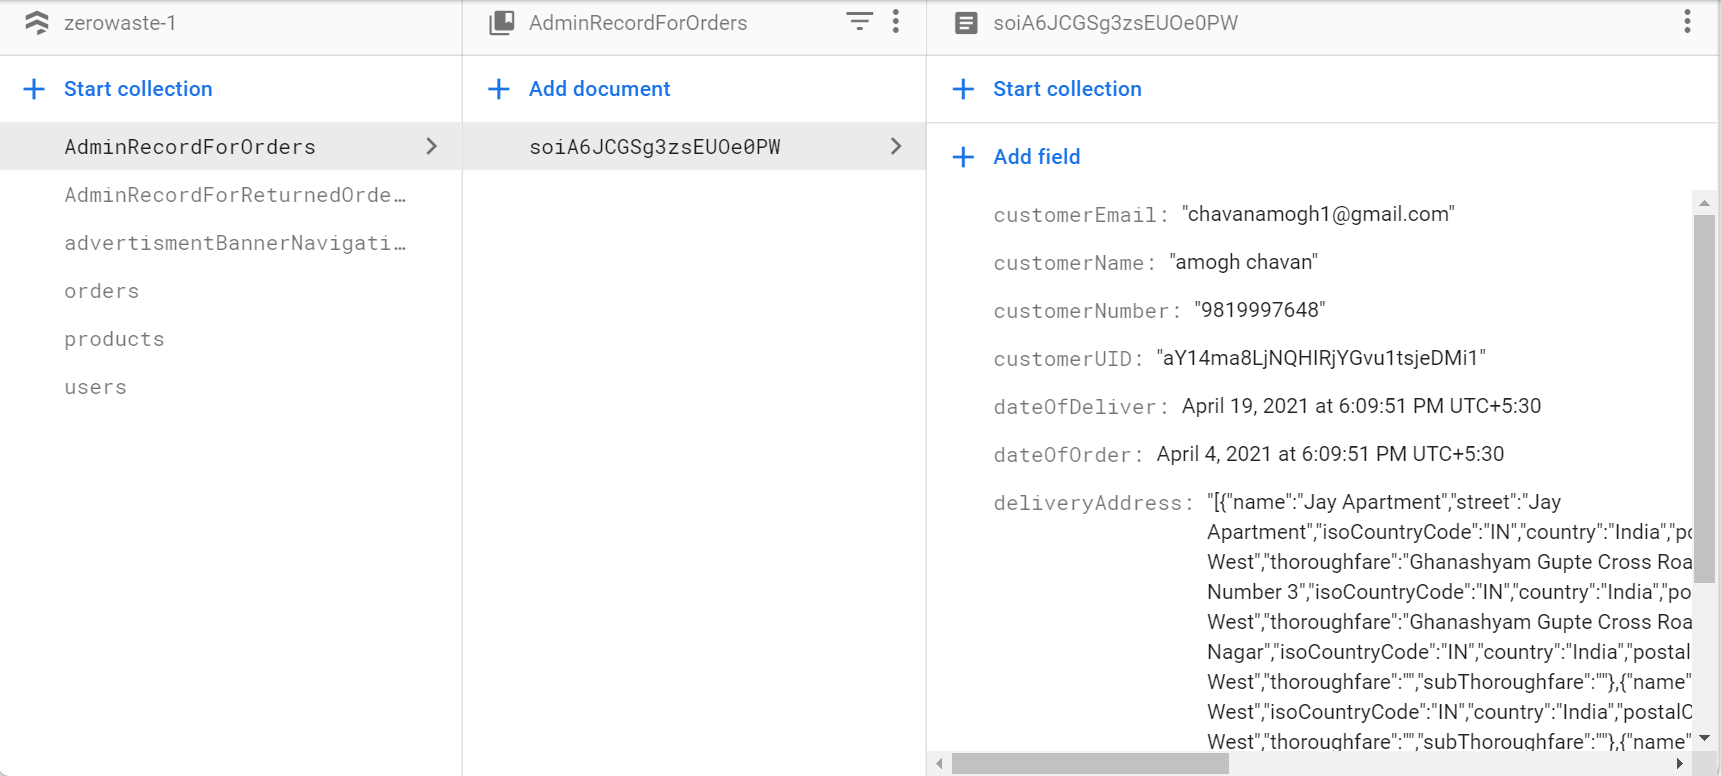 zerowaste-1
Start collection
AdminRecordForOrders
AdminRecordForReturnedOrde…
advertismentBannerNavigati…
orders
products
users
AdminRecordForOrders
Add document
soiA6JCGSg3zsEUOe0PW
soiA6JCGSg3zsEUOe0PW
Start collection
Add field
customerEmail: "chavanamogh1@gmail.com"
customerName: "amogh chavan"
customerNumber: "9819997648"
customerUID: "aY14ma8LjNQHIRjYGvu1tsjeDMi1"
dateOfDeliver: April 19, 2021 at 6:09:51 PM UTC+5:30
dateOfOrder: April 4, 2021 at 6:09:51 PM UTC+5:30
deliveryAddress: "[{"name":"Jay Apartment","street":"Jay
Apartment","isoCountryCode":"IN","country":"India","po
West","thoroughfare":"Ghanashyam Gupte Cross Roa
Number 3","isoCountryCode":"IN","country":"India","po
West","thoroughfare":"Ghanashyam Gupte Cross Roa
Nagar","isoCountryCode":"IN","country":"India","postal
West","thoroughfare":"","subThoroughfare":""},{"name"
West","isoCountryCode":"IN","country":"India","postalC
West","thoroughfare":"","subThoroughfare":""},{"name"